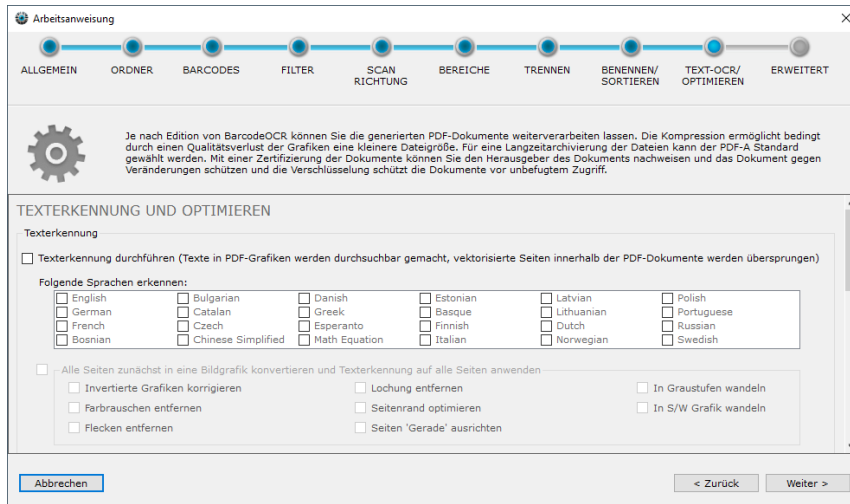 Arbeitsanweisung
ALLGEMEIN ORDNER BARCODES FILTER SCAN RICHTUNG BEREICHE TRENNEN BENENNEN/ SORTIEREN TEXT-OCR/ OPTIMIEREN ERWEITERT
Je nach Edition von BarcodeOCR können Sie die generierten PDF-Dokumente weiterverarbeiten lassen. Die Kompression ermöglicht bedingt
durch einen Qualitätsverlust der Grafiken eine kleinere Dateigröße. Für eine Langzeitarchivierung der Dateien kann der PDF-A Standard
gewählt werden. Mit einer Zertifizierung der Dokumente können Sie den Herausgeber des Dokuments nachweisen und das Dokument gegen
Veränderungen schützen und die Verschlüsselung schützt die Dokumente vor unbefugtem Zugriff.
TEXTERKENNUNG UND OPTIMIEREN
Texterkennung
Texterkennung durchführen (Texte in PDF-Grafiken werden durchsuchbar gemacht, vektorisierte Seiten innerhalb der PDF-Dokumente werden übersprungen)
Folgende Sprachen erkennen:
English Bulgarian Danish Estonian Latvian Polish
German Catalan Greek Basque Lithuanian Portuguese
French Czech Esperanto Finnish Dutch Russian
Bosnian Chinese Simplified Math Equation Italian Norwegian Swedish
Alle Seiten zunächst in eine Bildgrafik konvertieren und Texterkennung auf alle Seiten anwenden
Invertierte Grafiken korrigieren Lochung entfernen In Graustufen wandeln
Farbrauschen entfernen Seitenrand optimieren In S/W Grafik wandeln
Flecken entfernen Seiten 'Gerade' ausrichten
Abbrechen < Zurück Weiter >